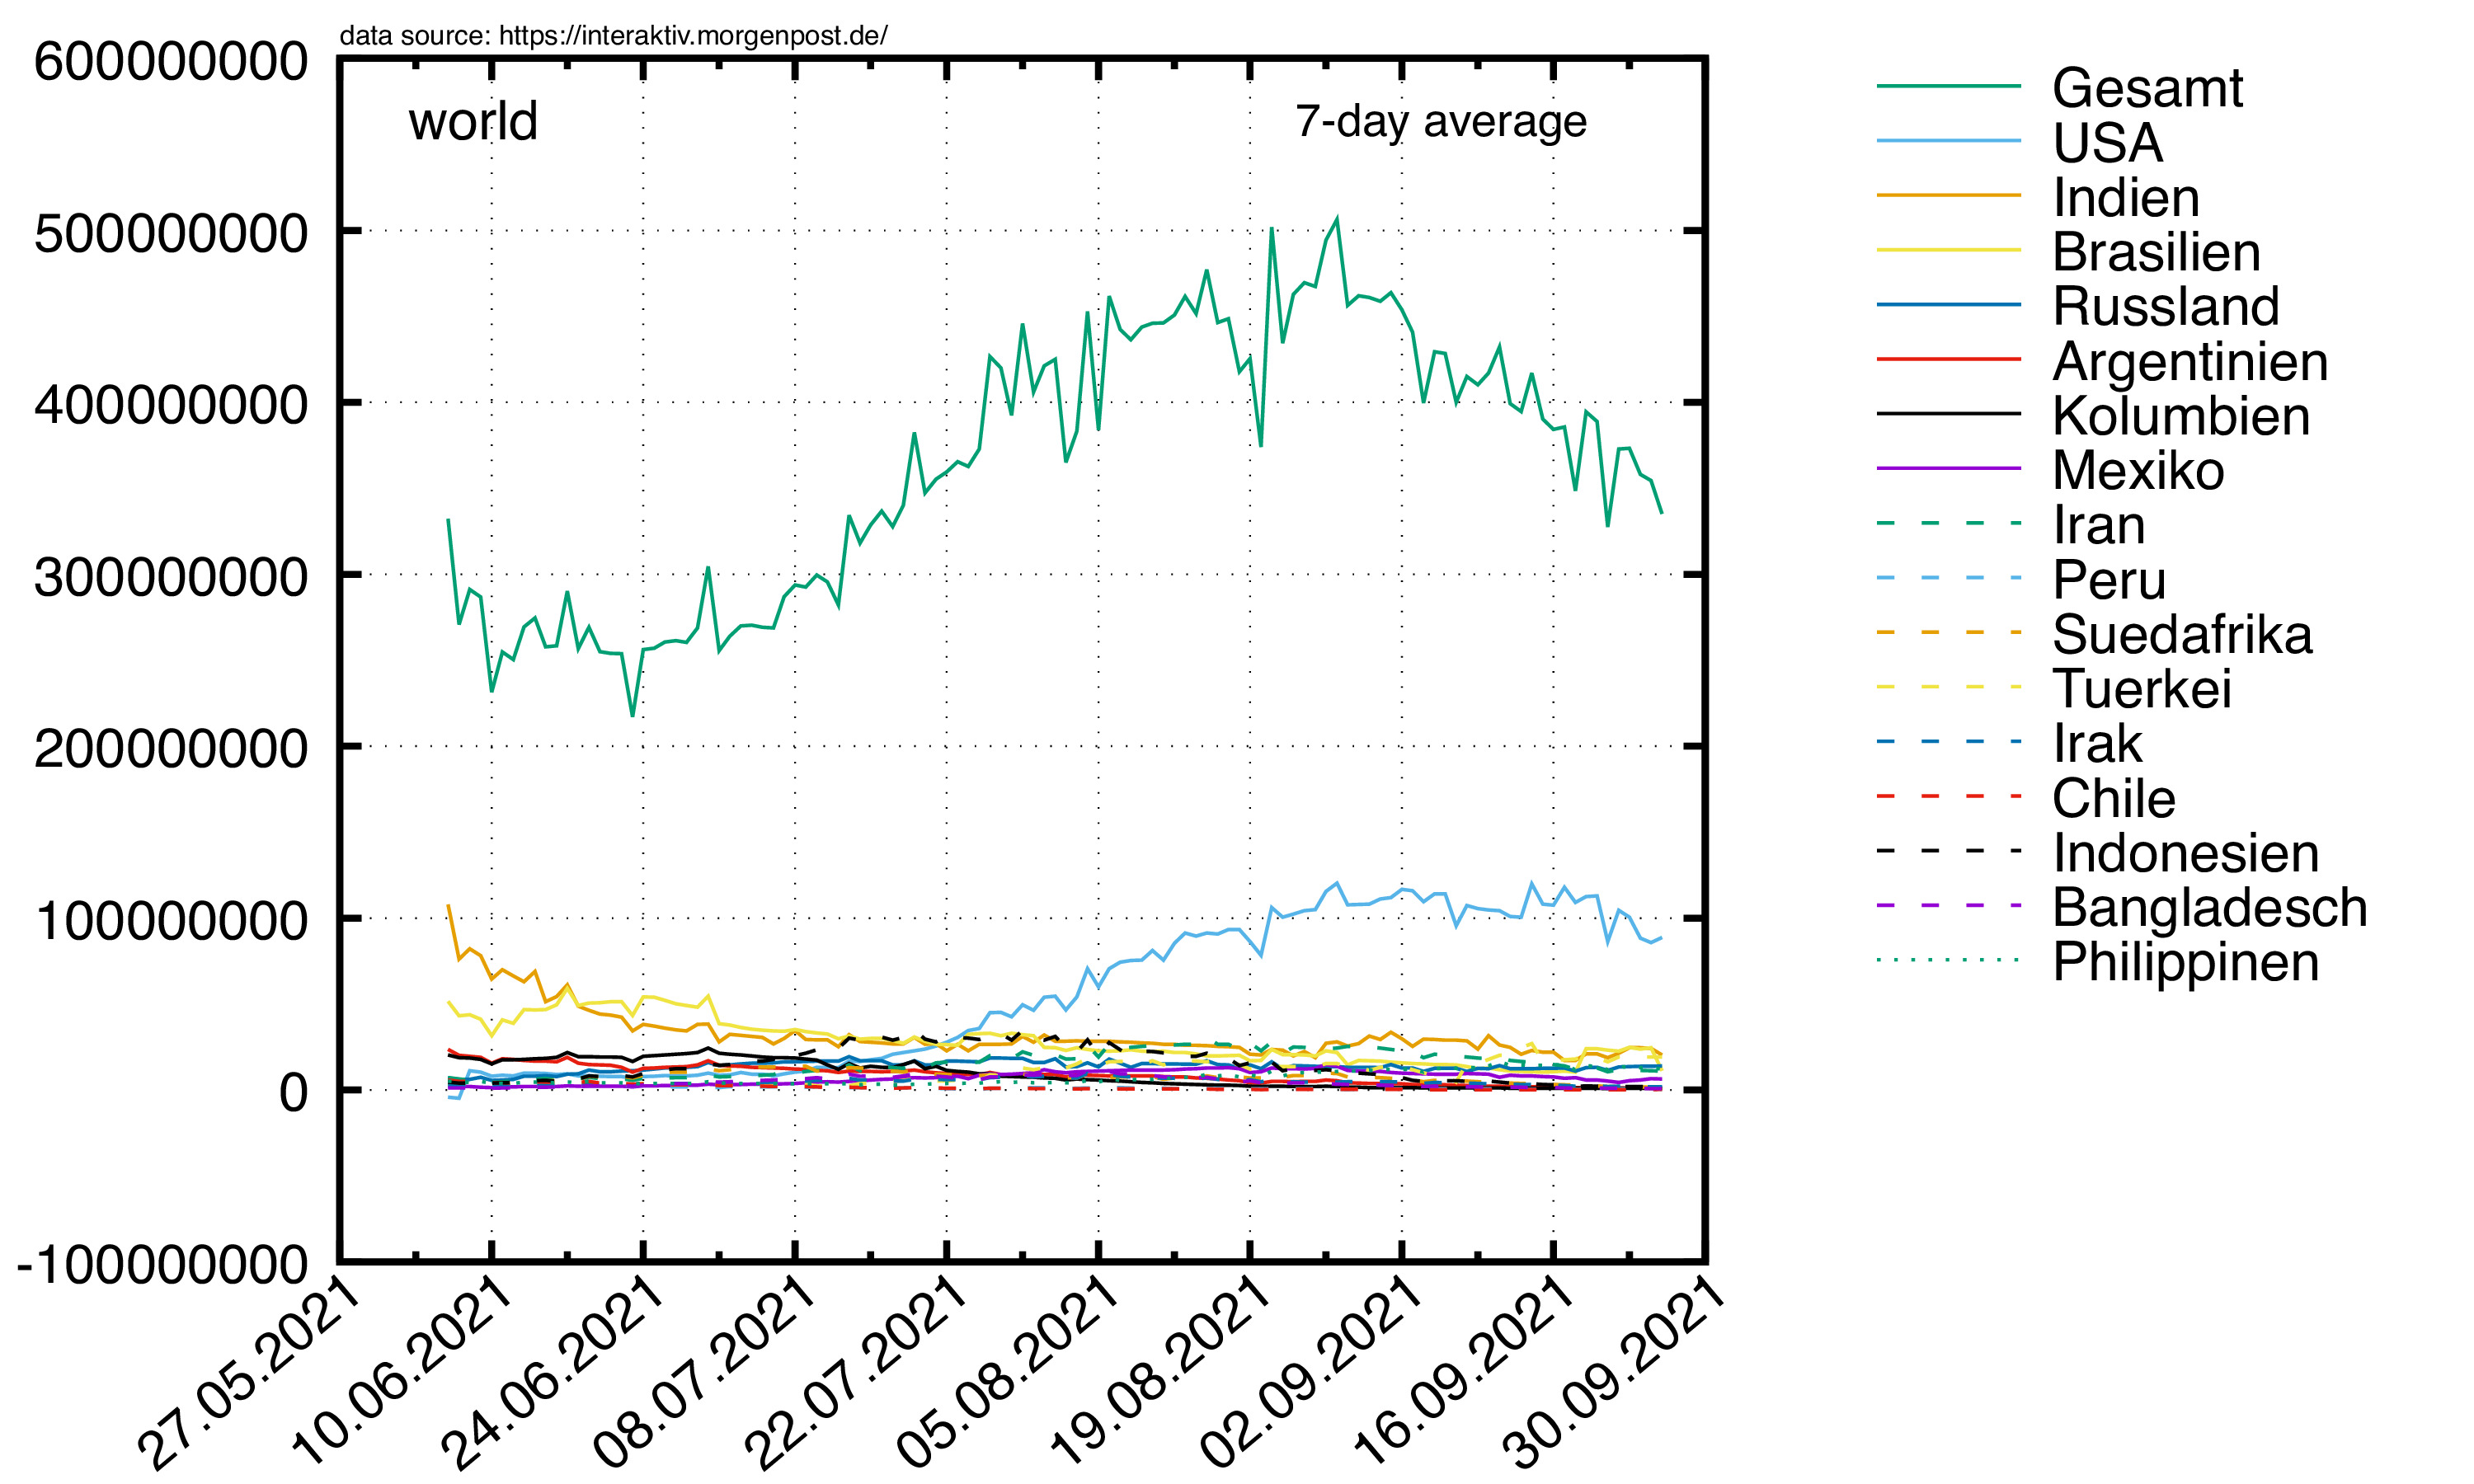 data source: https://interaktiv.morgenpost.de/
world
7-day average
600000000
500000000
400000000
300000000
200000000
100000000
0
-100000000
27.05.2021
10.06.2021
24.06.2021
08.07.2021
22.07.2021
05.08.2021
19.08.2021
02.09.2021
16.09.2021
30.09.2021
Gesamt
USA
Indien
Brasilien
Russland
Argentinien
Kolumbien
Mexiko
Iran
Peru
Suedafrika
Tuerkei
Irak
Chile
Indonesien
Bangladesch
Philippinen